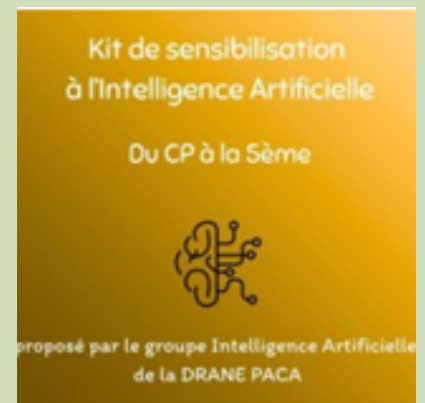 Kit de sensibilisation
à l'Intelligence Artificielle
Du CP à la 5ème
proposé par le groupe Intelligence Artificielle
de la DRANE PACA